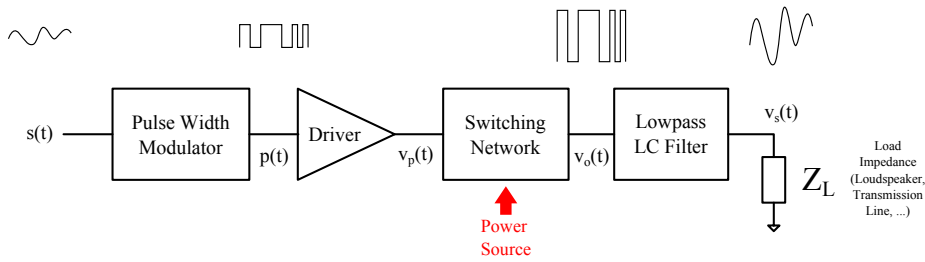 s(t)
Pulse Width
Modulator
p(t)
Driver
v_p(t)
Switching
Network
Power
Source
v_o(t)
Lowpass
LC Filter
v_s(t)
Z_L
Load
Impedance
(Loudspeaker,
Transmission
Line, ...)